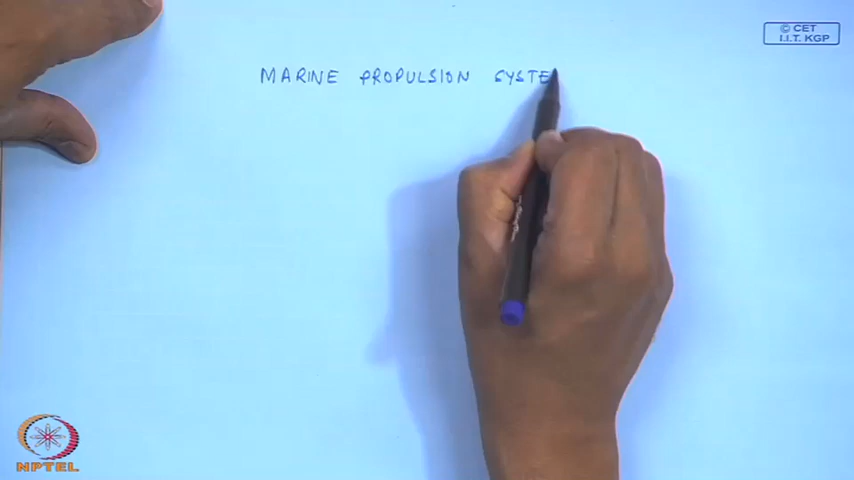 © CET
I.I.T. KGP
MARINE PROPULSION SYSTE
NPTEL